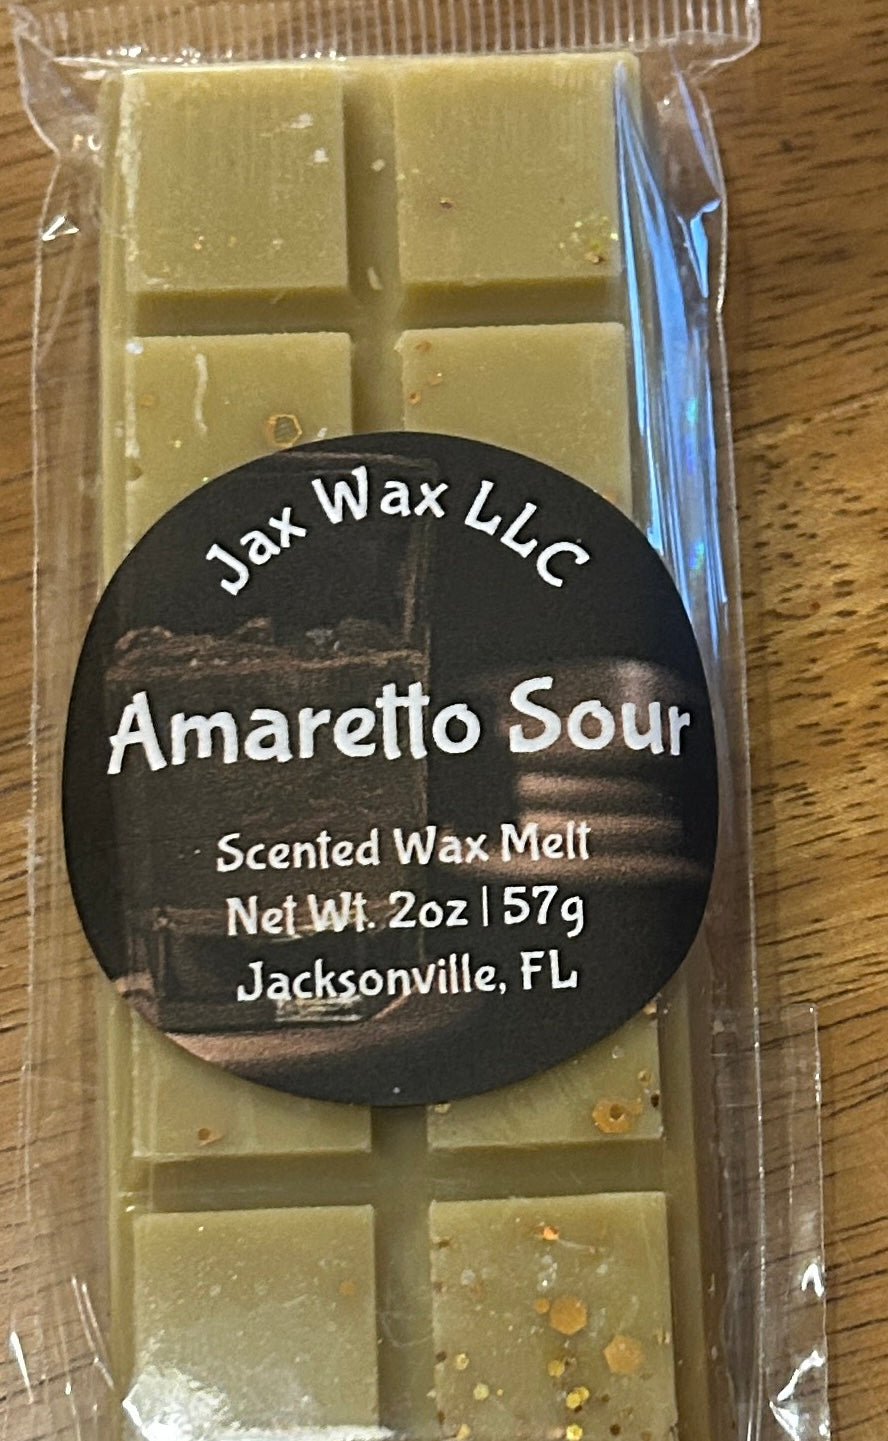 Jax Wax LLC
Amaretto Sour
Scented Wax Melt
Net Wt. 2oz | 57g
Jacksonville, FL